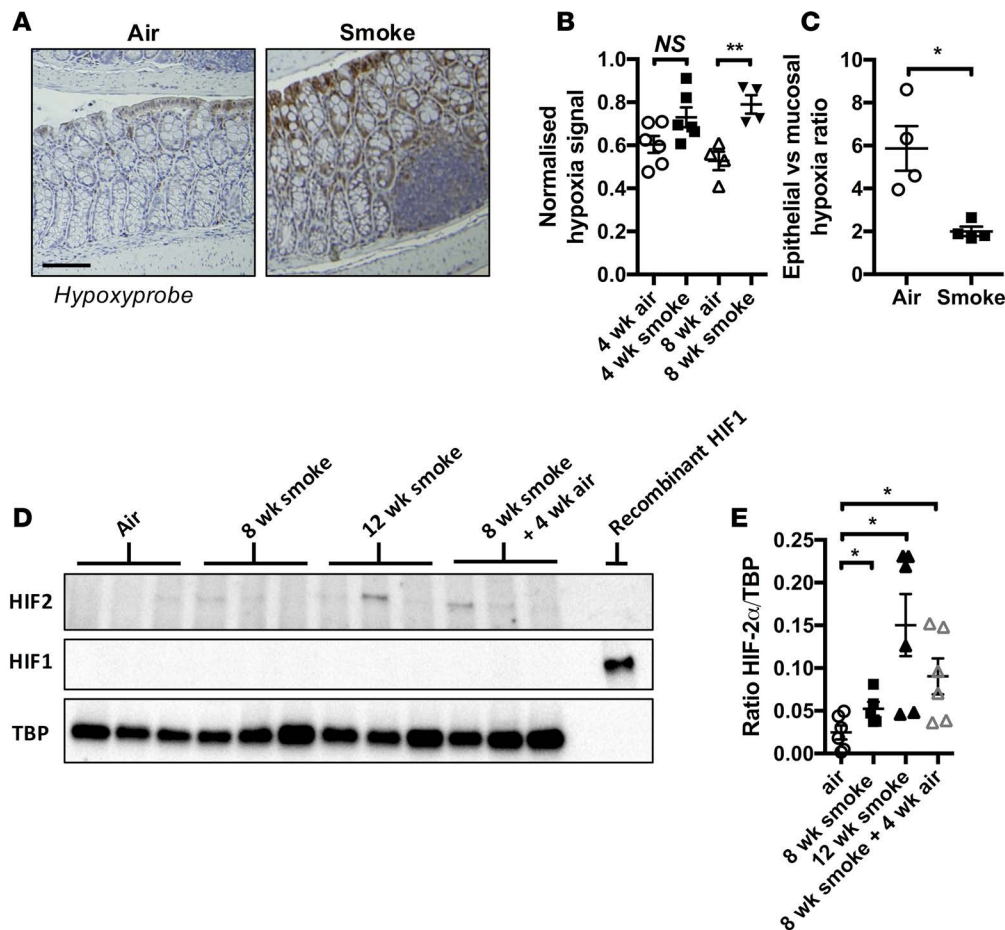 A
Air
Smoke
Hypoxyprobe
B
NS
**
Normalised
hypoxia signal
1.0
0.8
0.6
0.4
0.2
0.0
4 wk air
4 wk smoke
8 wk air
8 wk smoke
C
*
Epithelial vs mucosal
hypoxia ratio
10
8
6
4
2
0
Air
Smoke
D
Air
8 wk smoke
12 wk smoke
8 wk smoke
+ 4 wk air
Recombinant HIF1
HIF2
HIF1
TBP
E
*
*
*
Ratio HIF-2α/TBP
0.25
0.20
0.15
0.10
0.05
0.00
air
8 wk smoke
12 wk smoke
8 wk smoke + 4 wk air